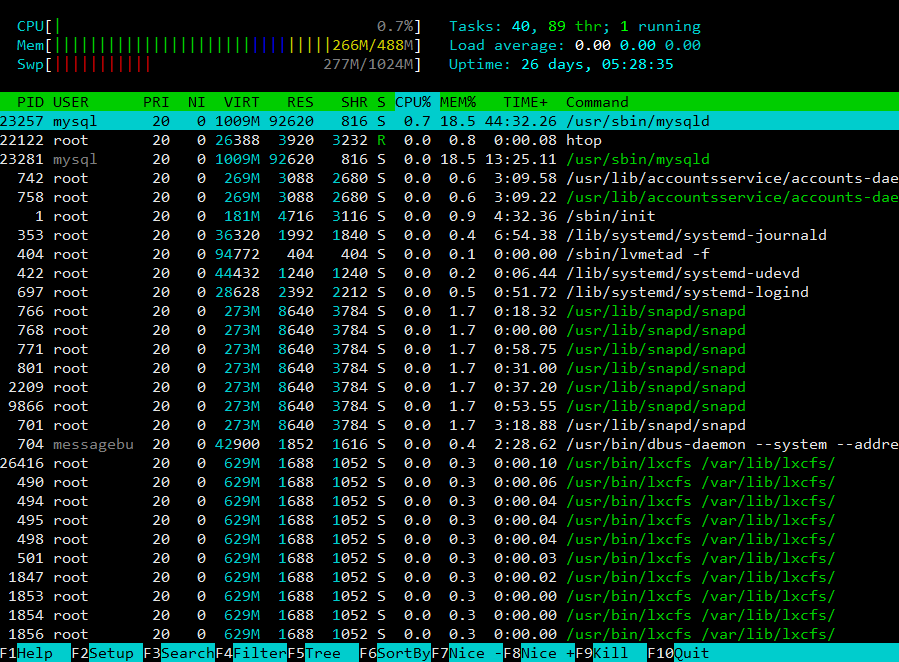 CPU[| 0.7%] Tasks: 40, 89 thr; 1 running
Mem[|||||||||||||||||||||||||||||||266M/488M] Load average: 0.00 0.00 0.00
Swp[||||||||||| 277M/1024M] Uptime: 26 days, 05:28:35
PID USER PRI NI VIRT RES SHR S CPU% MEM% TIME+ Command
23257 mysql 20 0 1009M 92620 816 S 0.7 18.5 44:32.26 /usr/sbin/mysqld
22122 root 20 0 26388 3920 3232 R 0.0 0.8 0:00.08 htop
23281 mysql 20 0 1009M 92620 816 S 0.0 18.5 13:25.11 /usr/sbin/mysqld
742 root 20 0 269M 3088 2680 S 0.0 0.6 3:09.58 /usr/lib/accountsservice/accounts-dae
758 root 20 0 269M 3088 2680 S 0.0 0.6 3:09.22 /usr/lib/accountsservice/accounts-dae
1 root 20 0 181M 4716 3116 S 0.0 0.9 4:32.36 /sbin/init
353 root 20 0 36320 1992 1840 S 0.0 0.4 6:54.38 /lib/systemd/systemd-journald
404 root 20 0 94772 404 404 S 0.0 0.1 0:00.00 /sbin/lvmetad -f
422 root 20 0 44432 1240 1240 S 0.0 0.2 0:06.44 /lib/systemd/systemd-udevd
697 root 20 0 28628 2392 2212 S 0.0 0.5 0:51.72 /lib/systemd/systemd-logind
766 root 20 0 273M 8640 3784 S 0.0 1.7 0:18.32 /usr/lib/snapd/snapd
768 root 20 0 273M 8640 3784 S 0.0 1.7 0:00.00 /usr/lib/snapd/snapd
771 root 20 0 273M 8640 3784 S 0.0 1.7 0:58.75 /usr/lib/snapd/snapd
801 root 20 0 273M 8640 3784 S 0.0 1.7 0:31.00 /usr/lib/snapd/snapd
2209 root 20 0 273M 8640 3784 S 0.0 1.7 0:37.20 /usr/lib/snapd/snapd
9866 root 20 0 273M 8640 3784 S 0.0 1.7 0:53.55 /usr/lib/snapd/snapd
701 root 20 0 273M 8640 3784 S 0.0 1.7 3:18.88 /usr/lib/snapd/snapd
704 messagebu 20 0 42900 1852 1616 S 0.0 0.4 2:28.62 /usr/bin/dbus-daemon --system --addre
26416 root 20 0 629M 1688 1052 S 0.0 0.3 0:00.10 /usr/bin/lxcfs /var/lib/lxcfs/
490 root 20 0 629M 1688 1052 S 0.0 0.3 0:00.06 /usr/bin/lxcfs /var/lib/lxcfs/
494 root 20 0 629M 1688 1052 S 0.0 0.3 0:00.04 /usr/bin/lxcfs /var/lib/lxcfs/
495 root 20 0 629M 1688 1052 S 0.0 0.3 0:00.04 /usr/bin/lxcfs /var/lib/lxcfs/
498 root 20 0 629M 1688 1052 S 0.0 0.3 0:00.04 /usr/bin/lxcfs /var/lib/lxcfs/
501 root 20 0 629M 1688 1052 S 0.0 0.3 0:00.03 /usr/bin/lxcfs /var/lib/lxcfs/
1847 root 20 0 629M 1688 1052 S 0.0 0.3 0:00.02 /usr/bin/lxcfs /var/lib/lxcfs/
1853 root 20 0 629M 1688 1052 S 0.0 0.3 0:00.00 /usr/bin/lxcfs /var/lib/lxcfs/
1854 root 20 0 629M 1688 1052 S 0.0 0.3 0:00.00 /usr/bin/lxcfs /var/lib/lxcfs/
1856 root 20 0 629M 1688 1052 S 0.0 0.3 0:00.00 /usr/bin/lxcfs /var/lib/lxcfs/
F1Help F2Setup F3SearchF4FilterF5Tree F6SortByF7Nice -F8Nice +F9Kill F10Quit